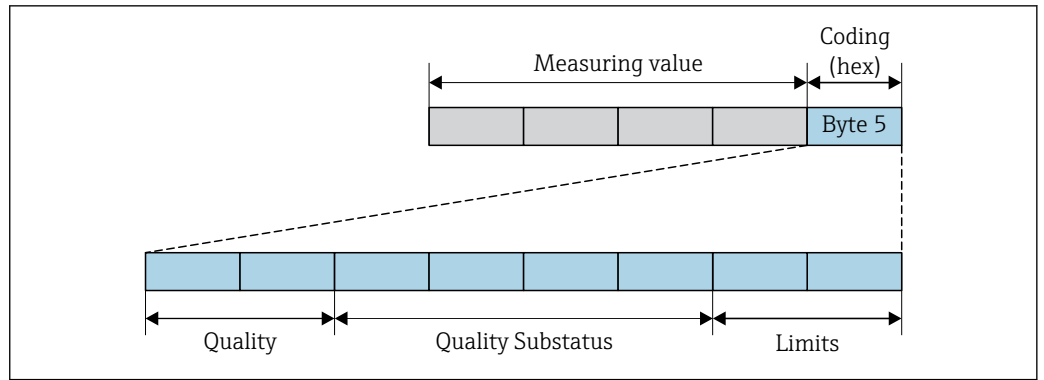 Coding
(hex)
Measuring value
Byte 5
Quality
Quality Substatus
Limits